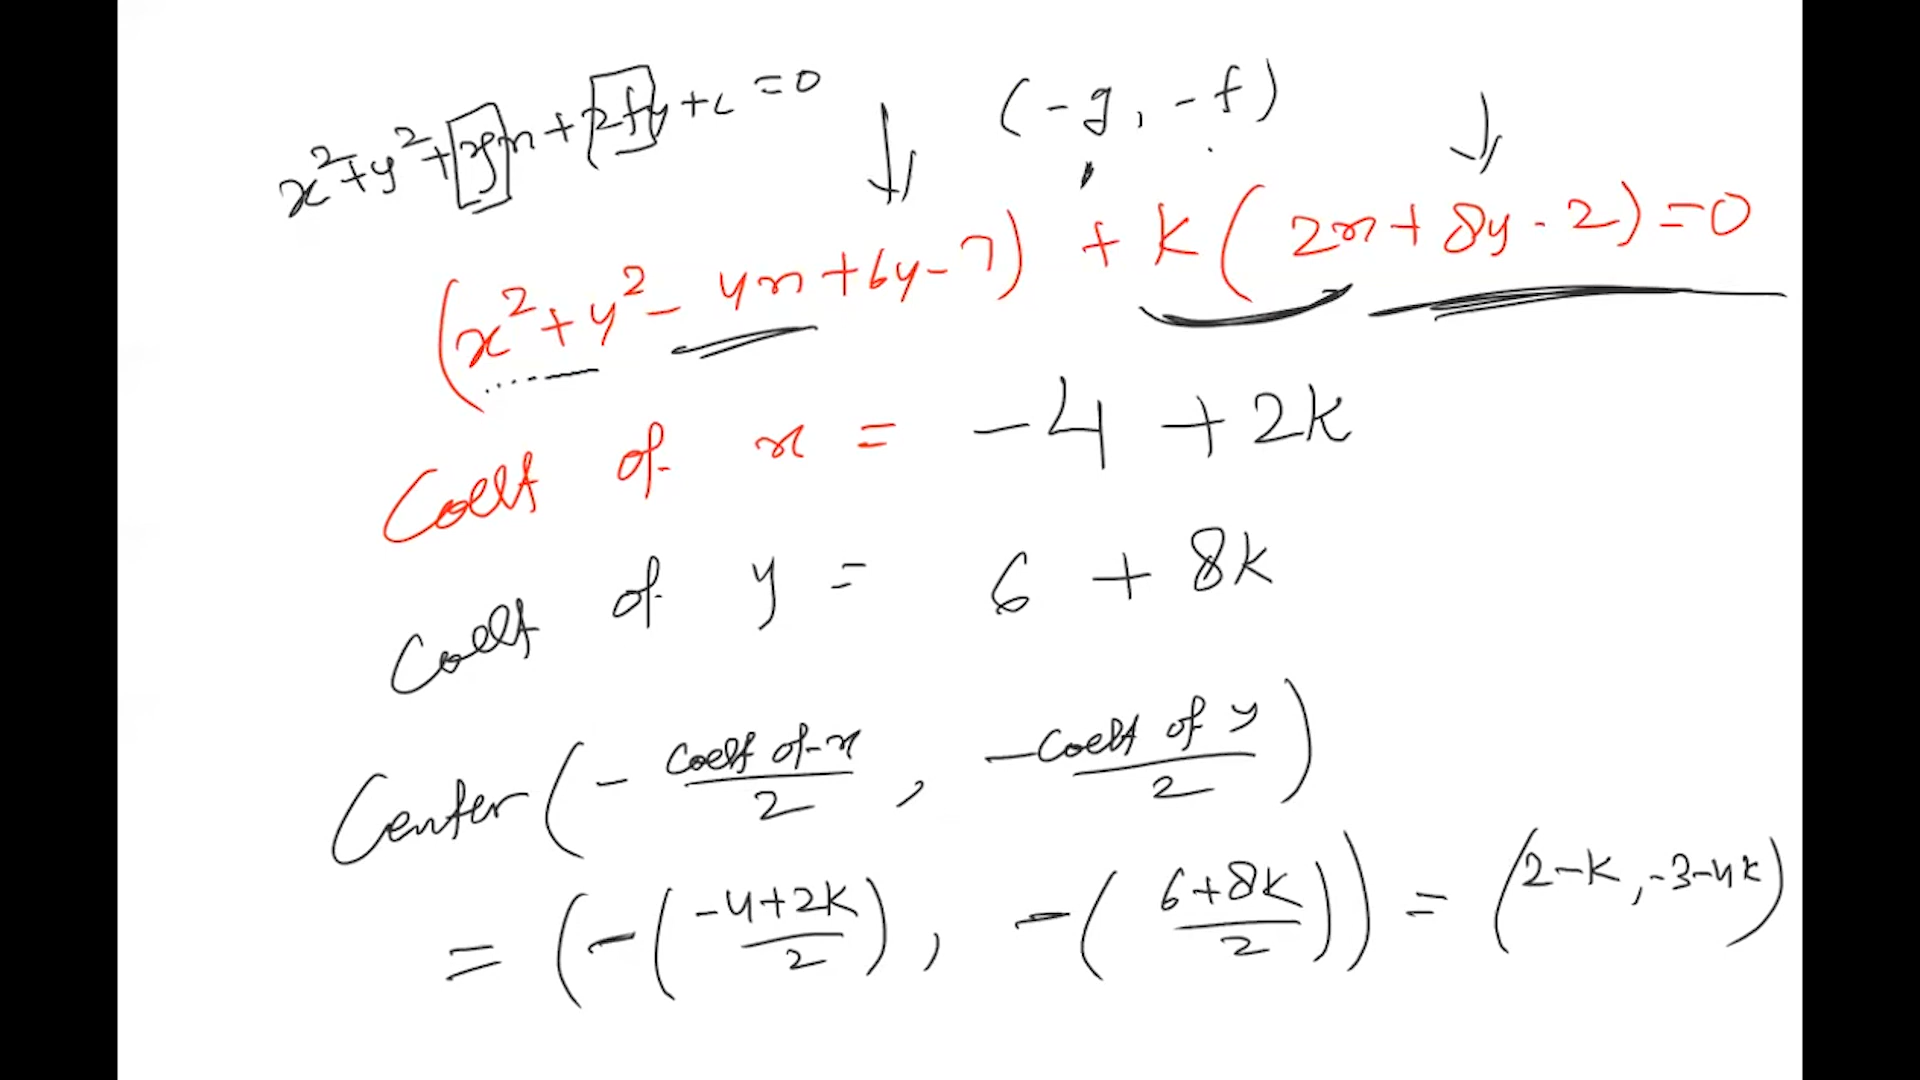 x²+y²+2gx+2fy+c=0 (-g, -f)
(x²+y²-4x+6y-7) + k(2x+8y-2)=0
Coeff of x = -4 + 2k
Coeff of y = 6 + 8k
Center (- coeff of x / 2, - coeff of y / 2)
= (-(-4+2k / 2), -(6+8k / 2)) = (2-k, -3-4k)